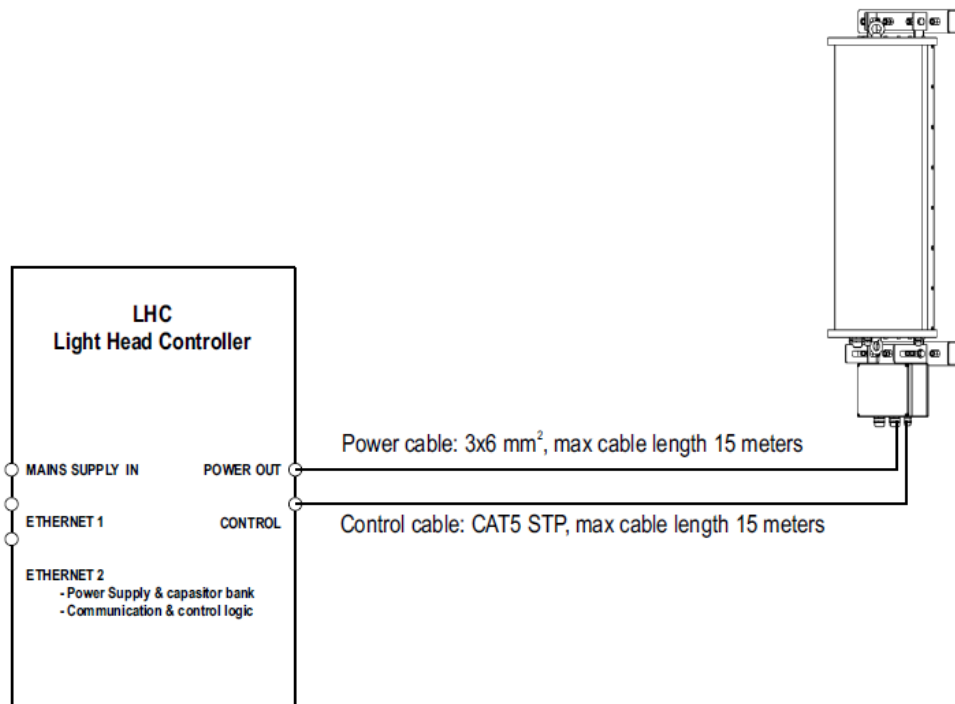 LHC
Light Head Controller
Power cable: 3x6 mm², max cable length 15 meters
MAINS SUPPLY IN
POWER OUT
ETHERNET 1
CONTROL
Control cable: CAT5 STP, max cable length 15 meters
ETHERNET 2
- Power Supply & capasitor bank
- Communication & control logic